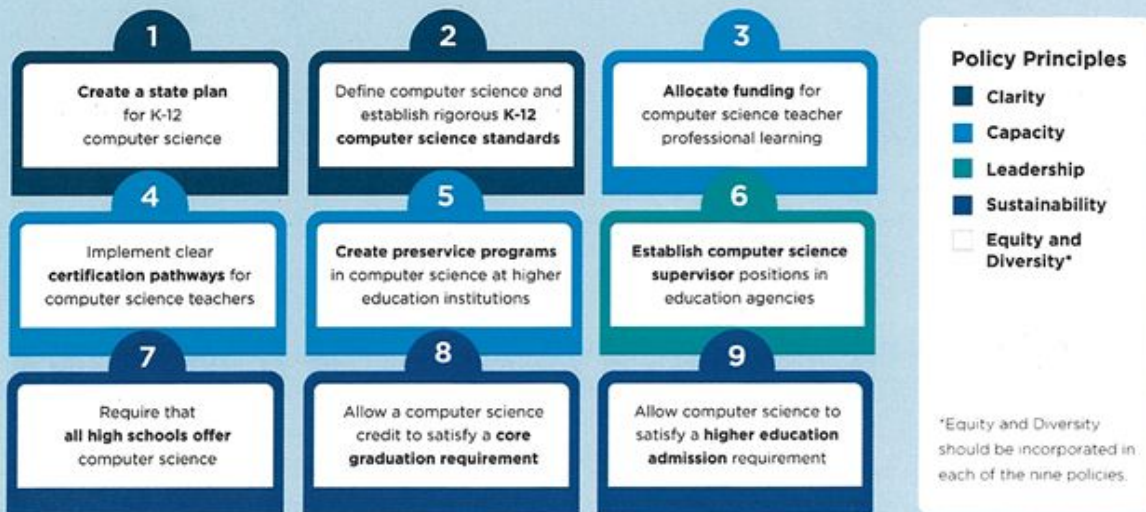 1
Create a state plan
for K-12
computer science
2
Define computer science and
establish rigorous K-12
computer science standards
3
Allocate funding for
computer science teacher
professional learning
4
Implement clear
certification pathways for
computer science teachers
5
Create preservice programs
in computer science at higher
education institutions
6
Establish computer science
supervisor positions in
education agencies
7
Require that
all high schools offer
computer science
8
Allow a computer science
credit to satisfy a core
graduation requirement
9
Allow computer science to
satisfy a higher education
admission requirement
Policy Principles
Clarity
Capacity
Leadership
Sustainability
Equity and
Diversity*
*Equity and Diversity
should be incorporated in
each of the nine policies.